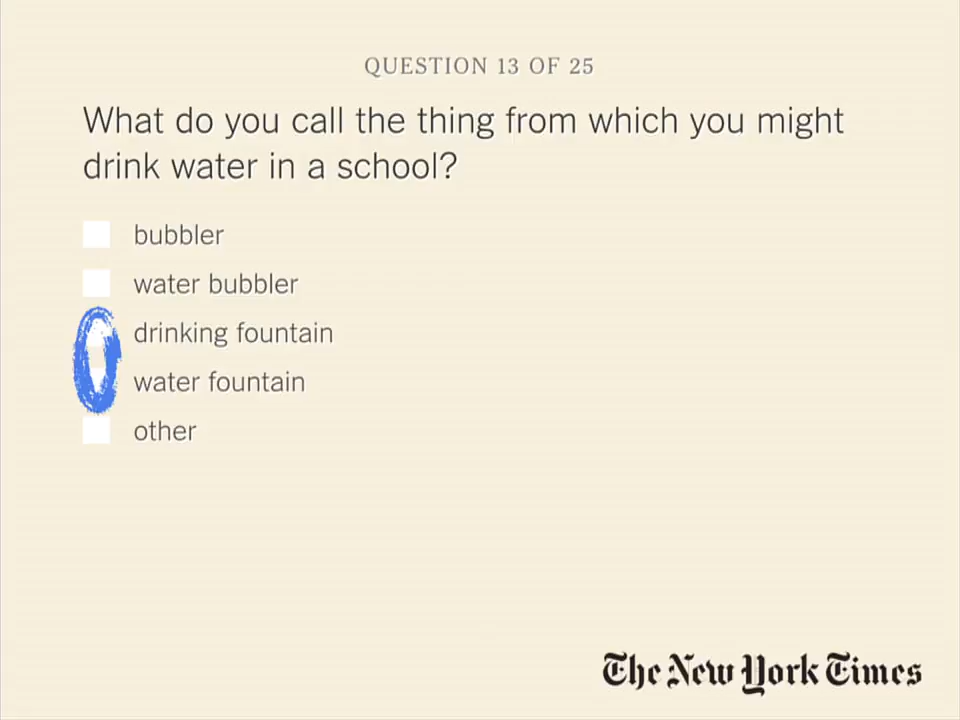 QUESTION 13 OF 25
What do you call the thing from which you might
drink water in a school?
bubbler
water bubbler
drinking fountain
water fountain
other
The New York Times